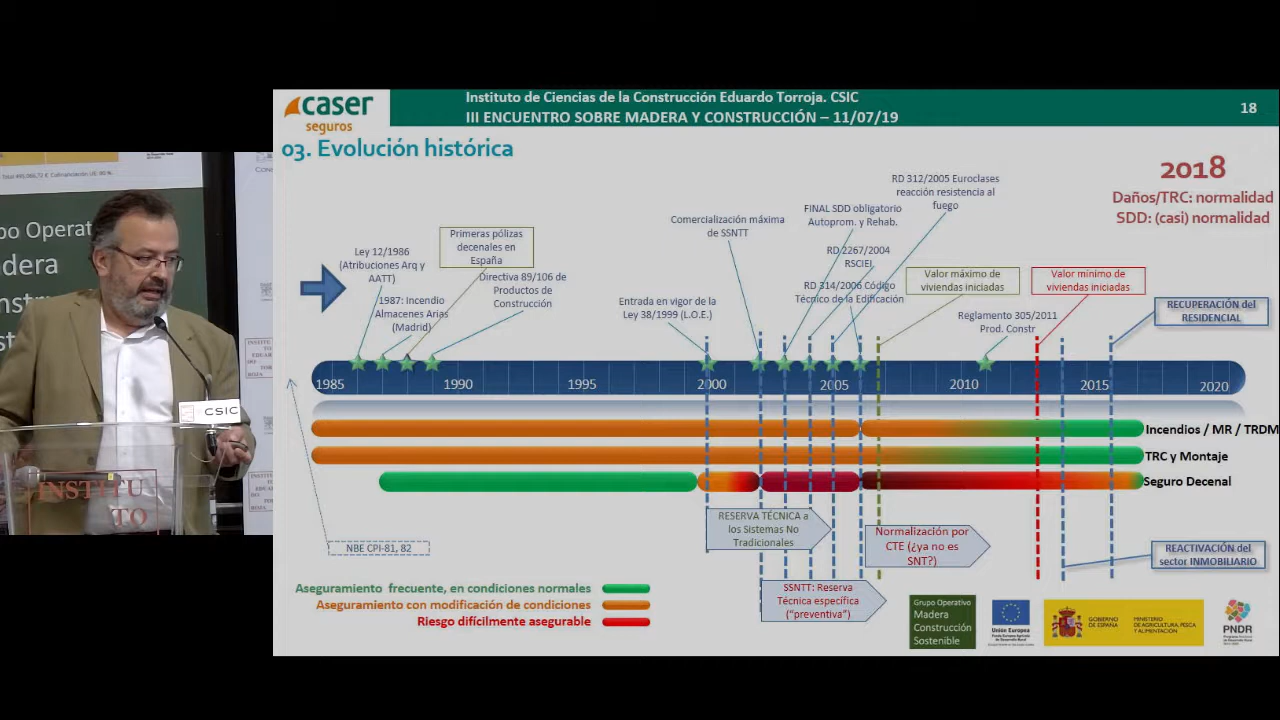 caser
seguros
Instituto de Ciencias de la Construcción Eduardo Torroja. CSIC
III ENCUENTRO SOBRE MADERA Y CONSTRUCCIÓN – 11/07/19
18
03. Evolución histórica
2018
Daños/TRC: normalidad
SDD: (casi) normalidad
Ley 12/1986
(Atribuciones Arq y
AATT)
1987: Incendio
Almacenes Arias
(Madrid)
Primeras pólizas
decenales en
España
Directiva 89/106 de
Productos de
Construcción
Entrada en vigor de la
Ley 38/1999 (L.O.E.)
Comercialización máxima
de SSNTT
FINAL SDD obligatorio
Autoprom. y Rehab.
RD 2267/2004
RSCIEI
RD 314/2006 Código
Técnico de la Edificación
RD 312/2005 Euroclases
reacción resistencia al
fuego
Valor máximo de
viviendas iniciadas
Valor mínimo de
viviendas iniciadas
Reglamento 305/2011
Prod. Constr
RECUPERACIÓN del
RESIDENCIAL
1985
1990
1995
2000
2005
2010
2015
2020
Incendios / MR / TRDM
TRC y Montaje
Seguro Decenal
NBE CPI-81, 82
RESERVA TÉCNICA a
los Sistemas No
Tradicionales
Normalización por
CTE (¿ya no es
SNT?)
SSNTT: Reserva
Técnica específica
("preventiva")
REACTIVACIÓN del
sector INMOBILIARIO
Aseguramiento frecuente, en condiciones normales
Aseguramiento con modificación de condiciones
Riesgo difícilmente asegurable
Grupo Operativo
Madera
Construcción
Sostenible
Unión Europea
GOBIERNO
DE ESPAÑA
MINISTERIO
DE AGRICULTURA, PESCA
Y ALIMENTACIÓN
PNDR
po Operat
adera
nstru
CSIC
INSTITU
TO